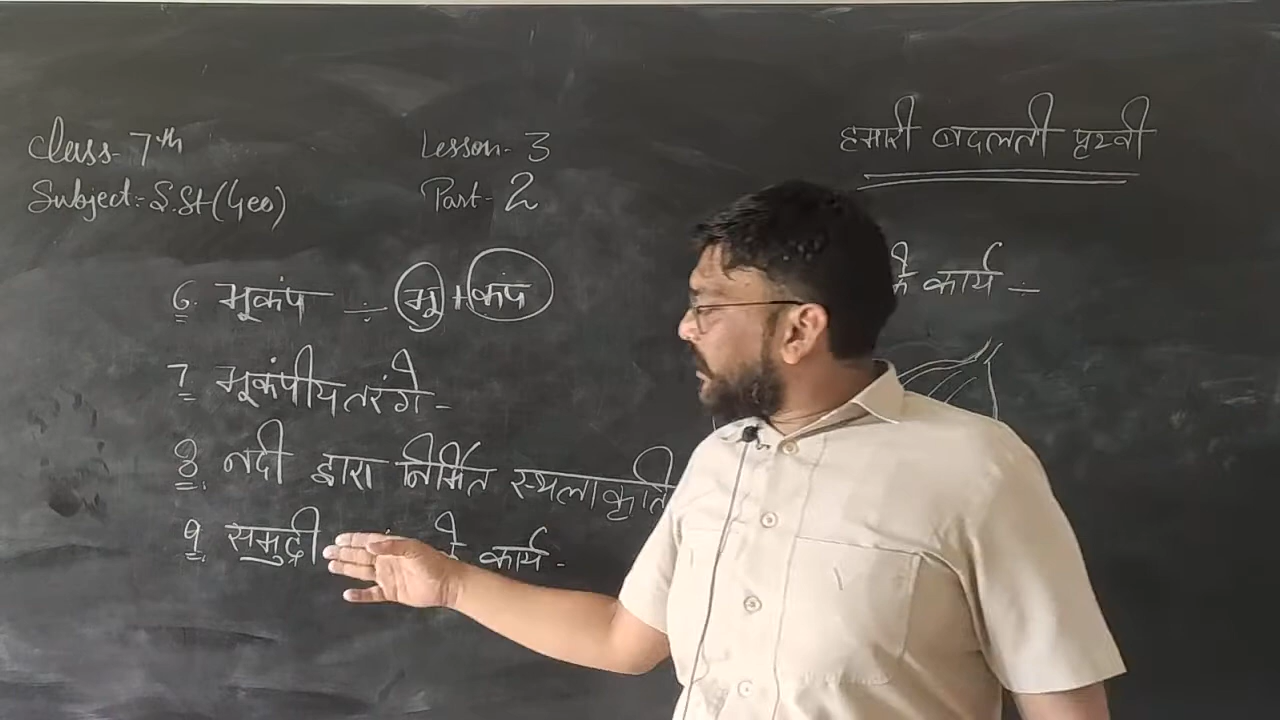 Class- 7th
Subject:- S.St (Geo)
Lesson- 3
Part- 2
हमारी बदलती पृथ्वी
6. भूकंप ÷ भू + कंप
7. भूकंपीय तरंगे -
8. नदी द्वारा निर्मित स्थलाकृति
9. समुद्री कार्य -
के कार्य ÷